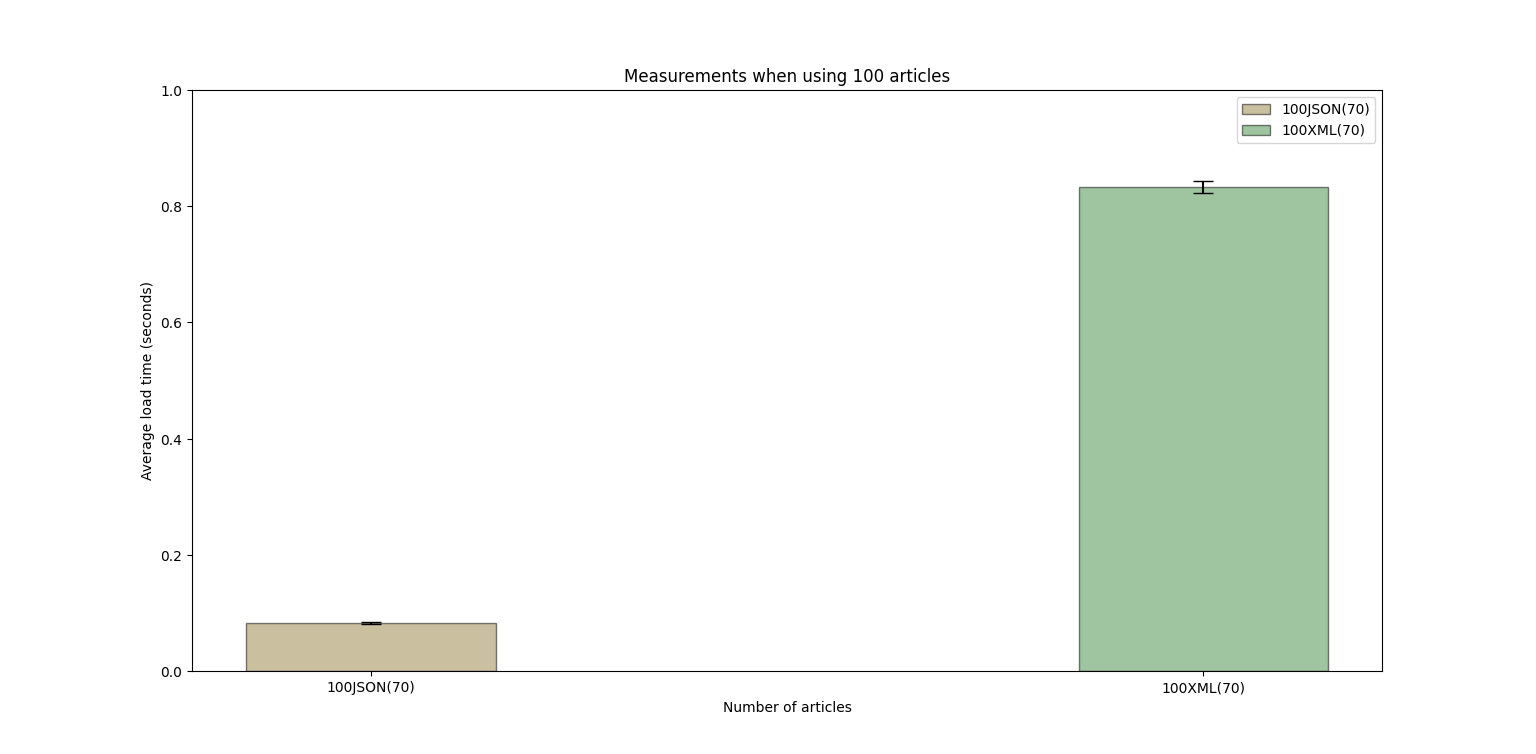 Measurements when using 100 articles
100JSON(70)
100XML(70)
Average load time (seconds)
1.0
0.8
0.6
0.4
0.2
0.0
100JSON(70)
100XML(70)
Number of articles